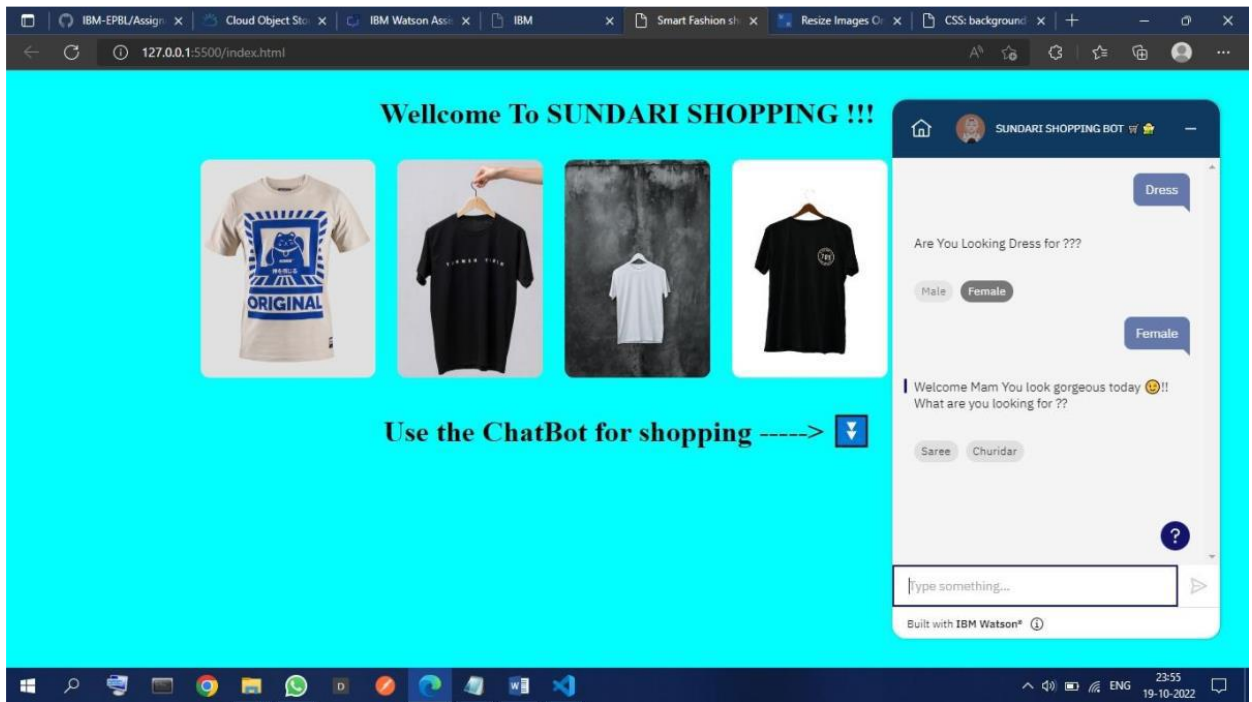 IBM-EPBL/Assign
Cloud Object Sto
IBM Watson Assi
IBM
Smart Fashion sh
Resize Images O
CSS: background
127.0.0.1:5500/index.html
Wellcome To SUNDARI SHOPPING !!!
ORIGINAL
Use the ChatBot for shopping ----->
SUNDARI SHOPPING BOT 🛒 👷
Dress
Are You Looking Dress for ???
Male Female
Female
Welcome Mam You look gorgeous today 😉!!
What are you looking for ??
Saree Churidar
?
Type something...
Built with IBM Watson®
ENG
23:55
19-10-2022